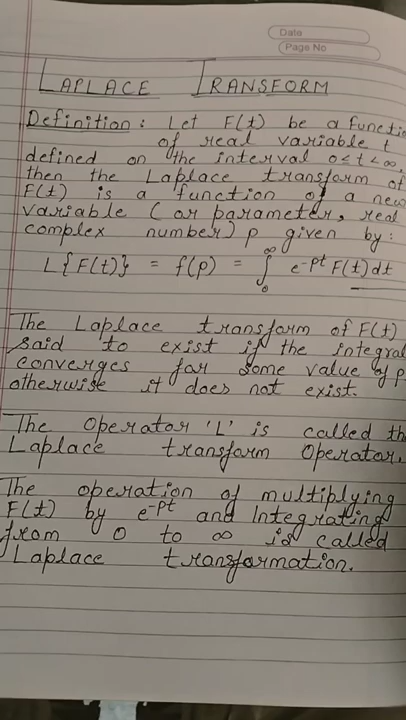 Date
Page No
LAPLACE TRANSFORM
Definition : Let F(t) be a functi
of real variable t
defined on the interval 0<t<∞,
then the Laplace transform of
F(t) is a function of a new
variable (or parameter, real
complex number) p given by:
L{F(t)} = f(p) = ∫₀^∞ e^-pt F(t) dt
The Laplace transform of F(t)
said to exist if the integral
converges for some value of p
otherwise it does not exist.
The Operator 'L' is called th
Laplace transform Operator.
The operation of multiplying
F(t) by e^-pt and Integrating
from 0 to ∞ is called
Laplace transformation.